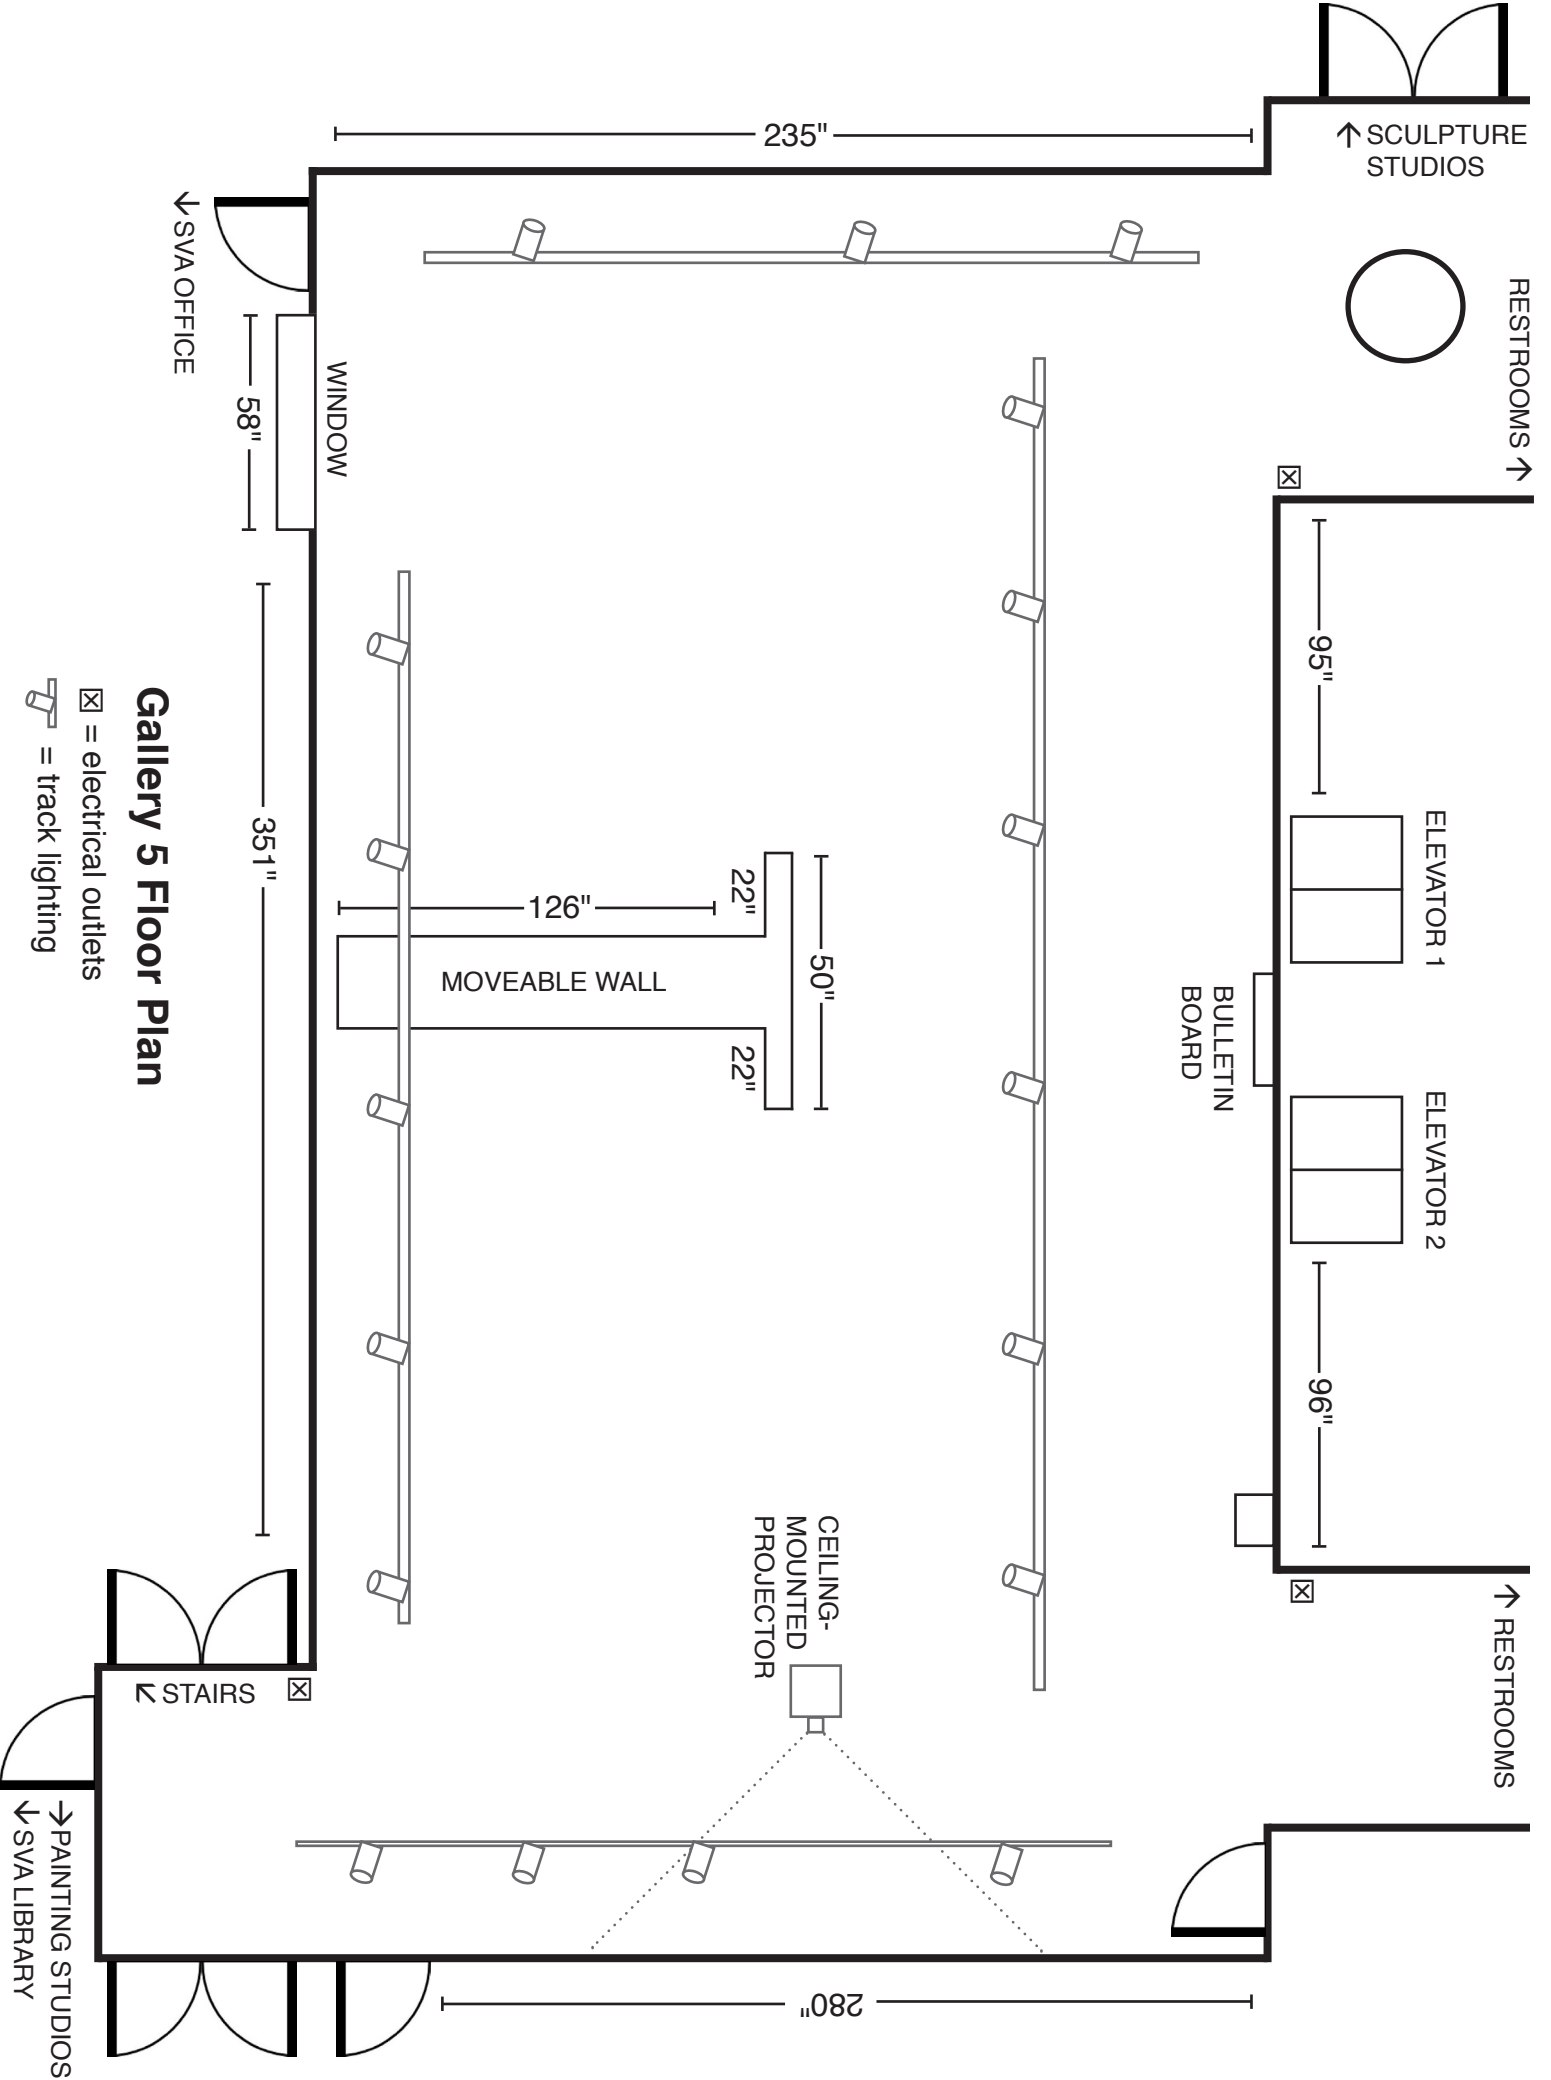 235"
↑ SCULPTURE
STUDIOS
← SVA OFFICE
RESTROOMS →
WINDOW
58"
95"
ELEVATOR 1
351"
126"
22"
50"
MOVEABLE WALL
22"
BULLETIN
BOARD
ELEVATOR 2
96"
Gallery 5 Floor Plan
☒ = electrical outlets
= track lighting
CEILING-
MOUNTED
PROJECTOR
↖ STAIRS
← RESTROOMS
→ PAINTING STUDIOS
← SVA LIBRARY
280"